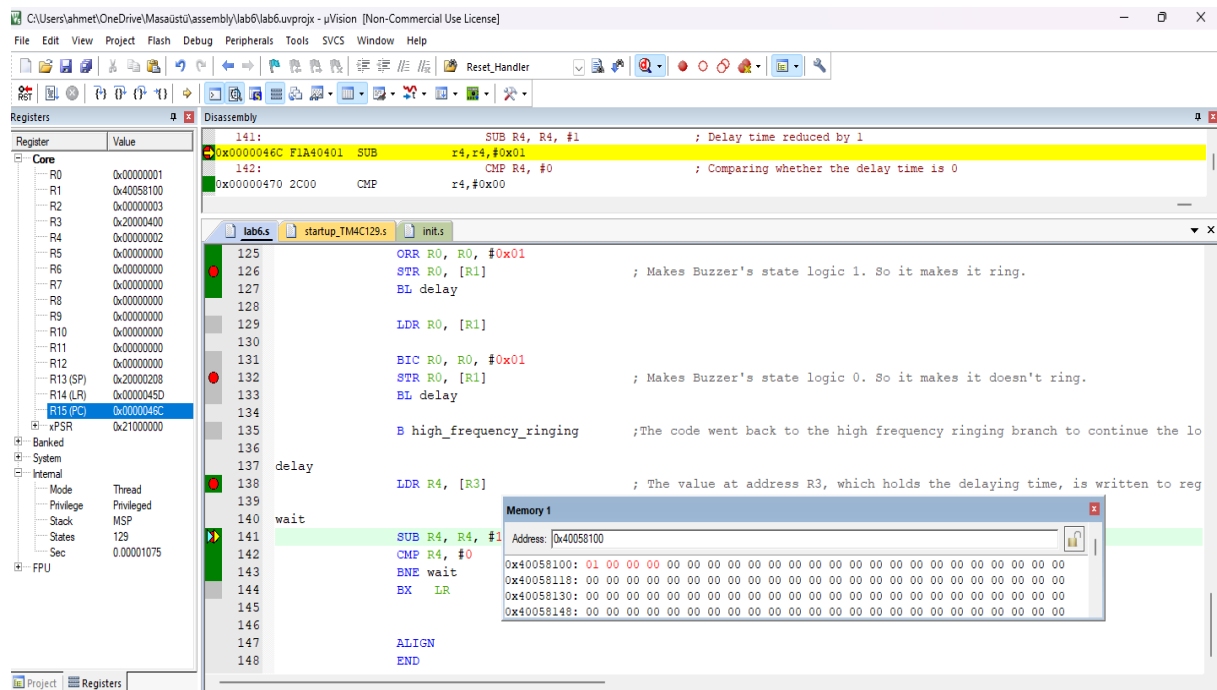 C:\Users\ahmet\OneDrive\Masaüstü\assembly\lab6\lab6.uvprojx - µVision [Non-Commercial Use License]
File Edit View Project Flash Debug Peripherals Tools SVCS Window Help
Reset_Handler
RST
Registers
Register Value
Core
R0 0x00000001
R1 0x40058100
R2 0x00000003
R3 0x20000400
R4 0x00000002
R5 0x00000000
R6 0x00000000
R7 0x00000000
R8 0x00000000
R9 0x00000000
R10 0x00000000
R11 0x00000000
R12 0x00000000
R13 (SP) 0x20000208
R14 (LR) 0x0000045D
R15 (PC) 0x0000046C
xPSR 0x21000000
Banked
System
Internal
Mode Thread
Privilege Privileged
Stack MSP
States 129
Sec 0.00001075
FPU
Project Registers
Disassembly
141: SUB R4, R4, #1 ; Delay time reduced by 1
0x0000046C F1A40401 SUB r4,r4,#0x01
142: CMP R4, #0 ; Comparing whether the delay time is 0
0x00000470 2C00 CMP r4,#0x00
lab6.s startup_TM4C129.s init.s
125 ORR R0, R0, #0x01
126 STR R0, [R1] ; Makes Buzzer's state logic 1. So it makes it ring.
127 BL delay
128
129 LDR R0, [R1]
130
131 BIC R0, R0, #0x01
132 STR R0, [R1] ; Makes Buzzer's state logic 0. So it makes it doesn't ring.
133 BL delay
134
135 B high_frequency_ringing ;The code went back to the high frequency ringing branch to continue the lo
136
137 delay
138 LDR R4, [R3] ; The value at address R3, which holds the delaying time, is written to reg
139
140 wait
141 SUB R4, R4, #1
142 CMP R4, #0
143 BNE wait
144 BX LR
145
146
147 ALIGN
148 END
Memory 1
Address: 0x40058100
0x40058100: 01 00 00 00 00 00 00 00 00 00 00 00 00 00 00 00 00 00 00 00 00 00 00 00
0x40058118: 00 00 00 00 00 00 00 00 00 00 00 00 00 00 00 00 00 00 00 00 00 00 00 00
0x40058130: 00 00 00 00 00 00 00 00 00 00 00 00 00 00 00 00 00 00 00 00 00 00 00 00
0x40058148: 00 00 00 00 00 00 00 00 00 00 00 00 00 00 00 00 00 00 00 00 00 00 00 00